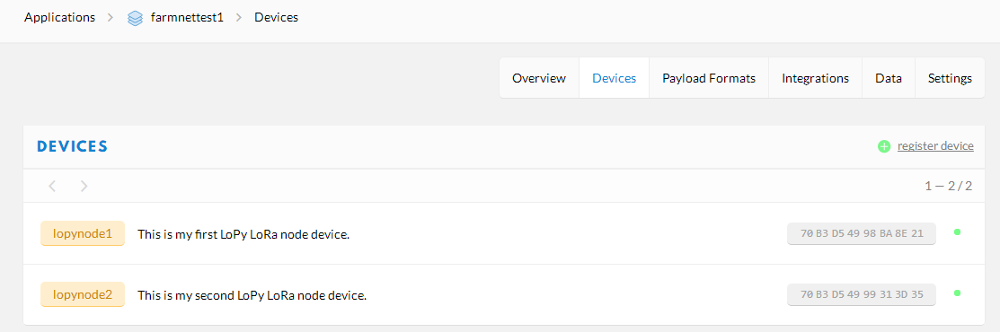 Applications farmnettest1 Devices
Overview Devices Payload Formats Integrations Data Settings
DEVICES register device
1 — 2 / 2
lopynode1 This is my first LoPy LoRa node device. 70 B3 D5 49 98 BA 8E 21
lopynode2 This is my second LoPy LoRa node device. 70 B3 D5 49 99 31 3D 35